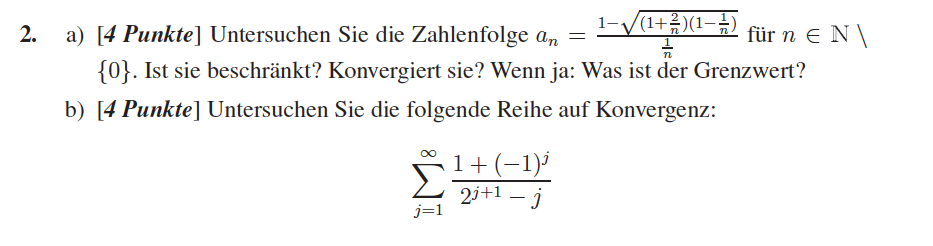 2. a) [4 Punkte] Untersuchen Sie die Zahlenfolge $a_n = \frac{1-\sqrt{(1+\frac{2}{n})(1-\frac{1}{n})}}{\frac{1}{n}}$ für $n \in \mathbb{N} \setminus$
$\{0\}$. Ist sie beschränkt? Konvergiert sie? Wenn ja: Was ist der Grenzwert?
b) [4 Punkte] Untersuchen Sie die folgende Reihe auf Konvergenz:
$\sum_{j=1}^{\infty} \frac{1+(-1)^j}{2^{j+1}-j}$